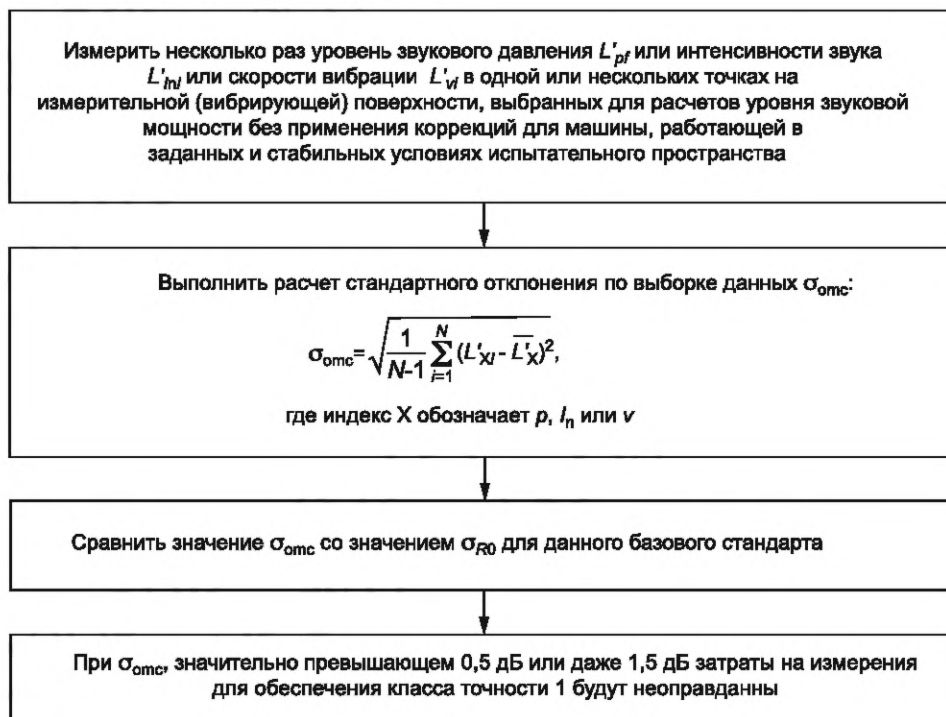 Измерить несколько раз уровень звукового давления L'pi или интенсивности звука
L'Ini или скорости вибрации L'vi в одной или нескольких точках на
измерительной (вибрирующей) поверхности, выбранных для расчетов уровня звуковой
мощности без применения коррекций для машины, работающей в
заданных и стабильных условиях испытательного пространства
Выполнить расчет стандартного отклонения по выборке данных σomc:
σomc=√(1/(N-1) ∑_{i=1}^{N} (L'Xi - L̅'̅X̅)²),
где индекс X обозначает p, In или v
Сравнить значение σomc со значением σR0 для данного базового стандарта
При σomc, значительно превышающем 0,5 дБ или даже 1,5 дБ затраты на измерения
для обеспечения класса точности 1 будут неоправданны